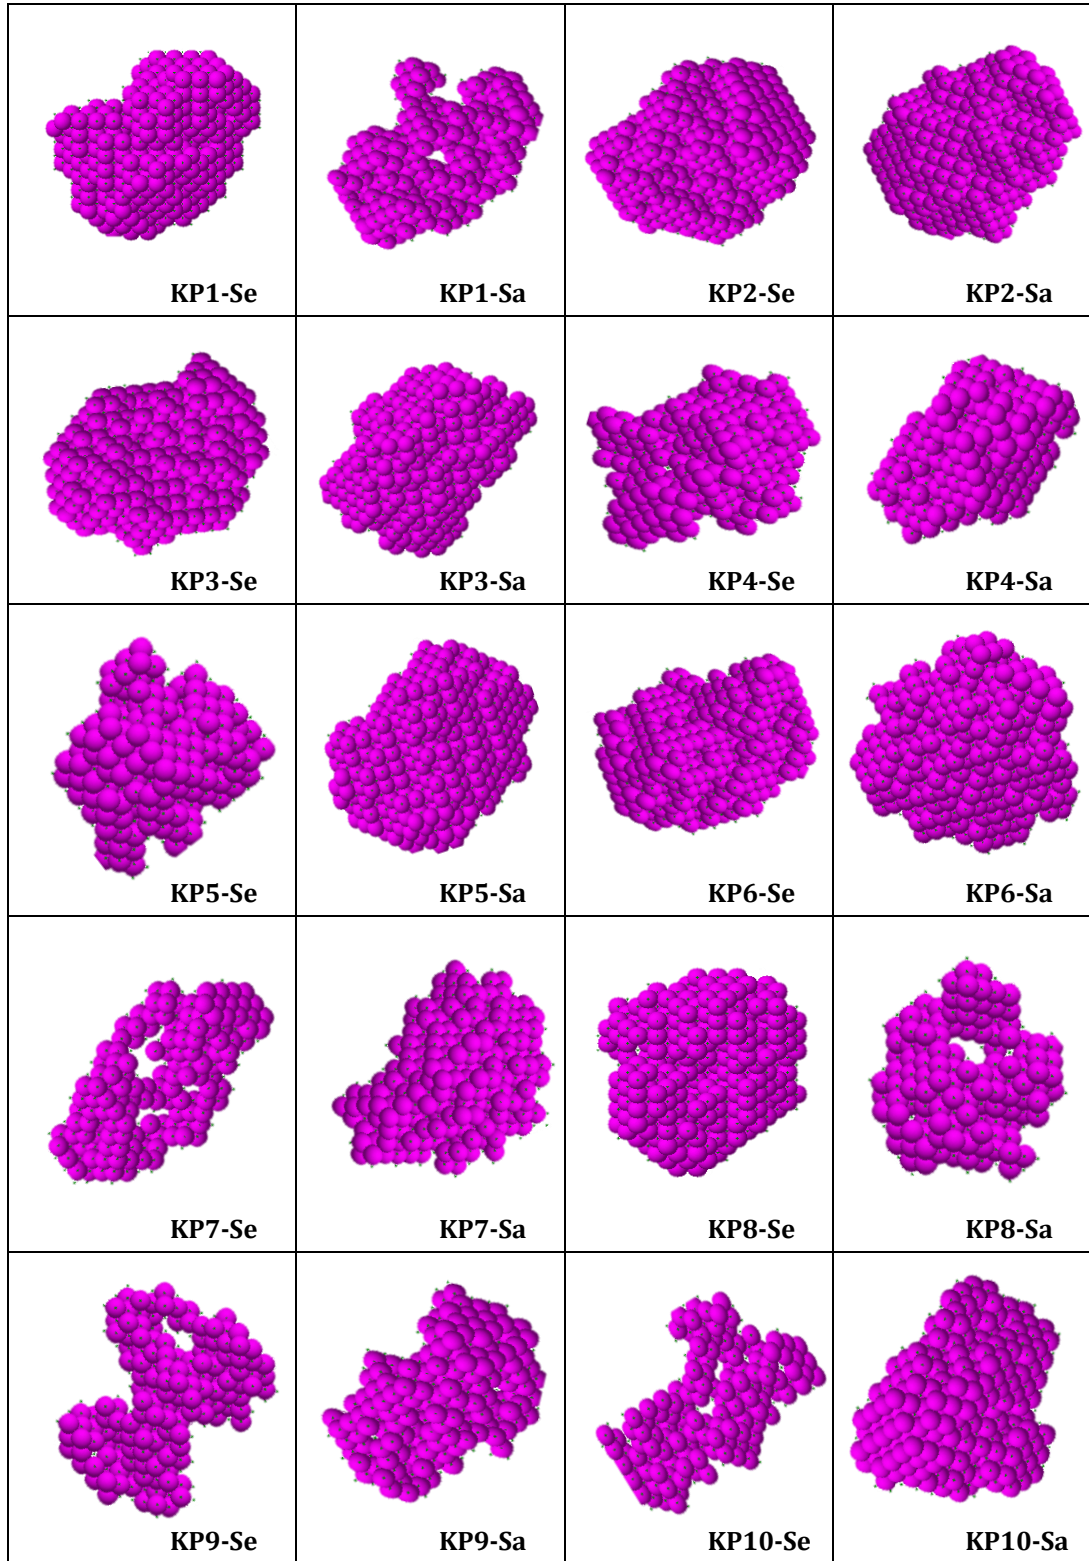 KP1-Se KP1-Sa KP2-Se KP2-Sa
KP3-Se KP3-Sa KP4-Se KP4-Sa
KP5-Se KP5-Sa KP6-Se KP6-Sa
KP7-Se KP7-Sa KP8-Se KP8-Sa
KP9-Se KP9-Sa KP10-Se KP10-Sa